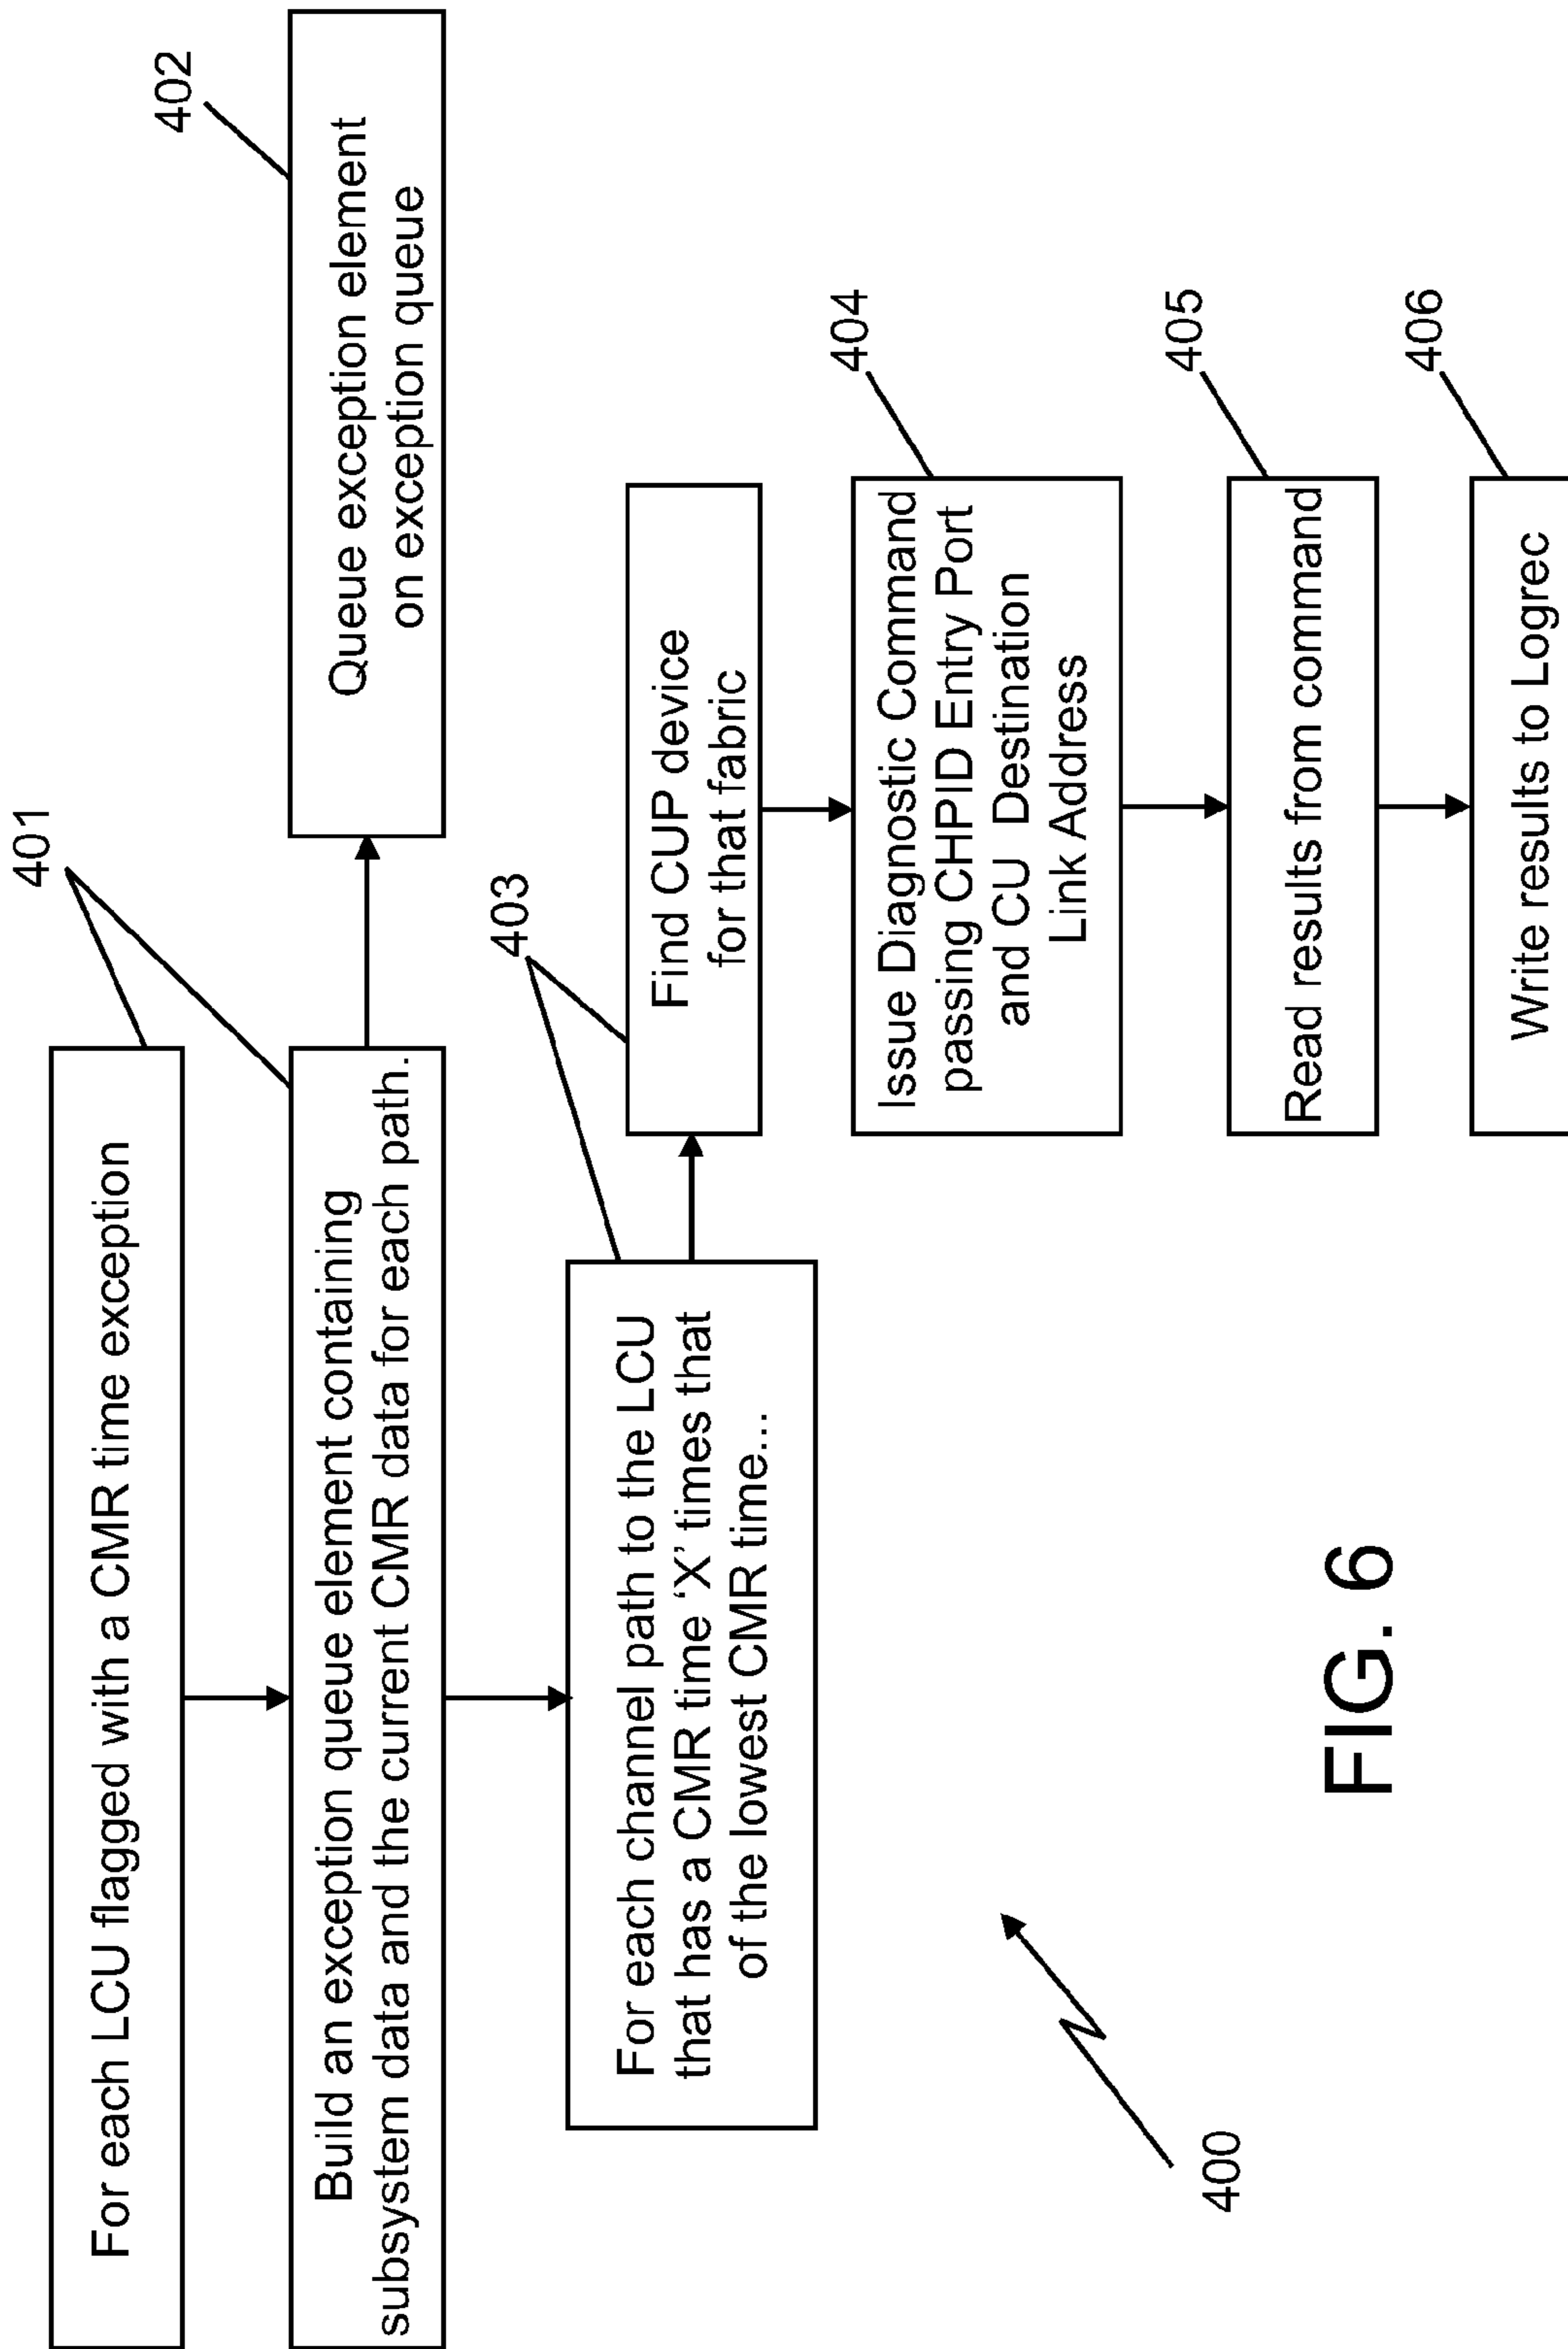 For each LCU flagged with a CMR time exception
401
Build an exception queue element containing
subsystem data and the current CMR data for each path.
402
Queue exception element
on exception queue
403
For each channel path to the LCU
that has a CMR time ‘X’ times that
of the lowest CMR time...
Find CUP device
for that fabric
404
Issue Diagnostic Command
passing CHPID Entry Port
and CU Destination
Link Address
405
Read results from command
406
Write results to Logrec
400
FIG. 6